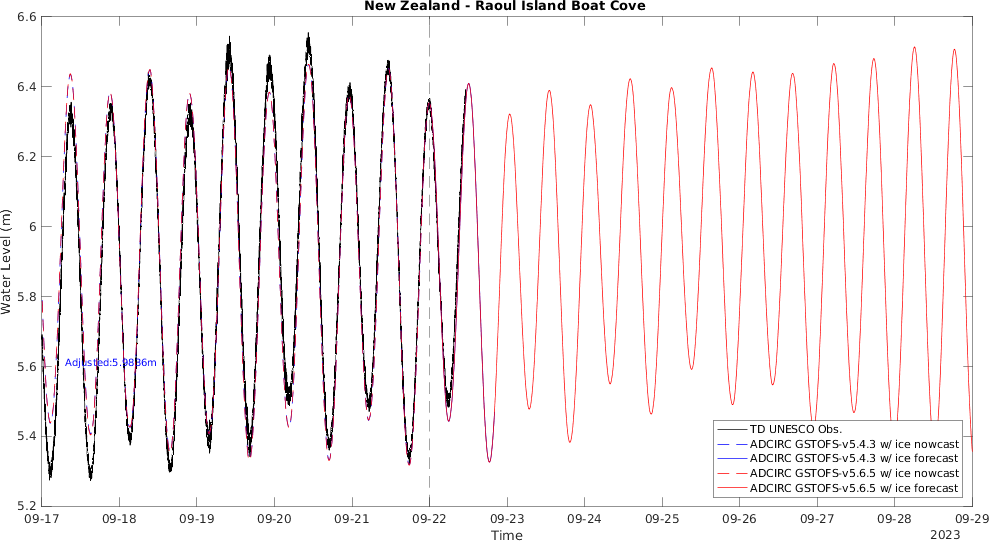 New Zealand - Raoul Island Boat Cove
6.6
6.4
6.2
6
5.8
5.6
5.4
5.2
Water Level (m)
Adjusted:5.9836m
TD UNESCO Obs.
ADCIRC GSTOFS-v5.4.3 w/ ice nowcast
ADCIRC GSTOFS-v5.4.3 w/ ice forecast
ADCIRC GSTOFS-v5.6.5 w/ ice nowcast
ADCIRC GSTOFS-v5.6.5 w/ ice forecast
09-17 09-18 09-19 09-20 09-21 09-22 09-23 09-24 09-25 09-26 09-27 09-28 09-29
Time
2023